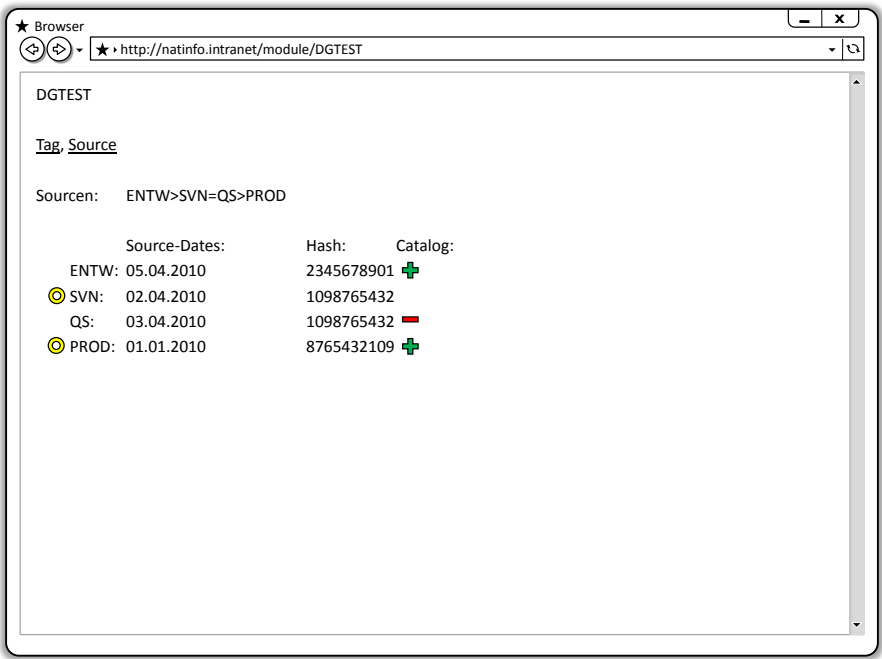 Browser
http://natinfo.intranet/module/DGTEST
DGTEST
Tag, Source
Sourcen: ENTW>SVN=QS>PROD
Source-Dates: Hash: Catalog:
ENTW: 05.04.2010 2345678901
SVN: 02.04.2010 1098765432
QS: 03.04.2010 1098765432
PROD: 01.01.2010 8765432109